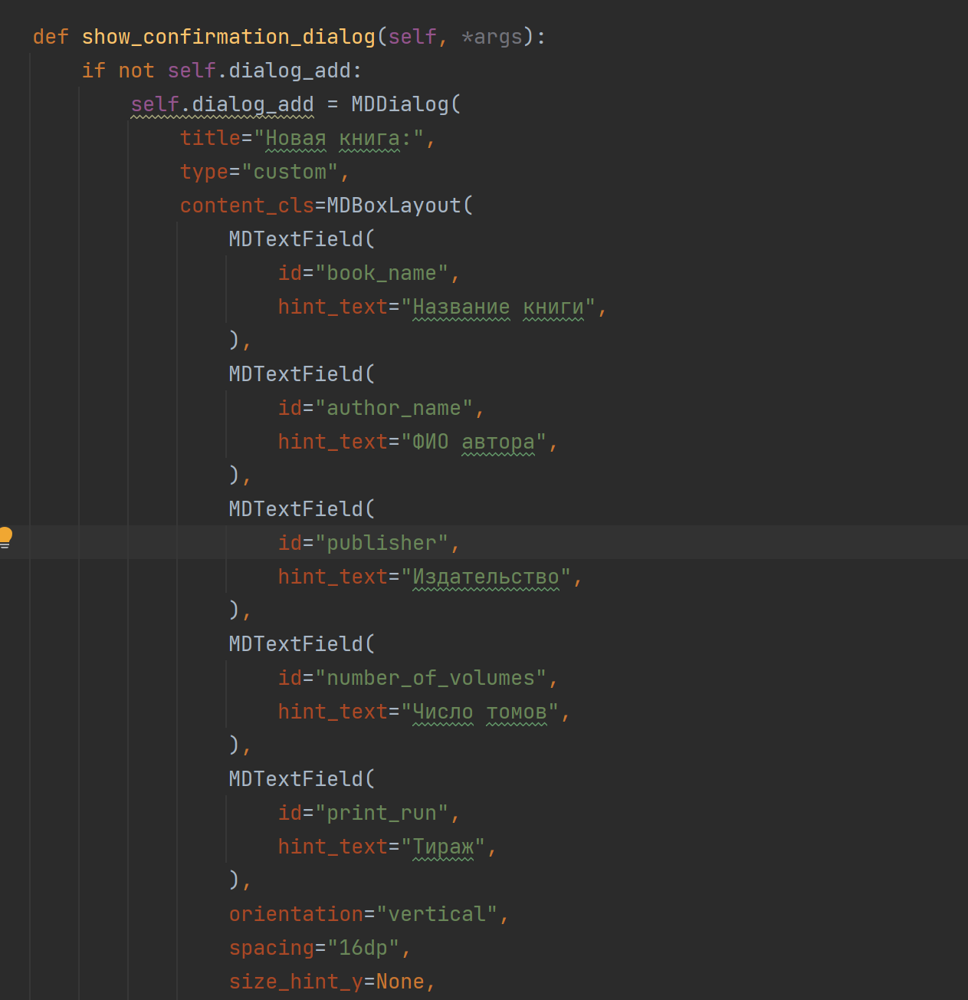 def show_confirmation_dialog(self, *args):
    if not self.dialog_add:
        self.dialog_add = MDDialog(
            title="Новая книга:",
            type="custom",
            content_cls=MDBoxLayout(
                MDTextField(
                    id="book_name",
                    hint_text="Название книги",
                ),
                MDTextField(
                    id="author_name",
                    hint_text="ФИО автора",
                ),
                MDTextField(
                    id="publisher",
                    hint_text="Издательство",
                ),
                MDTextField(
                    id="number_of_volumes",
                    hint_text="Число томов",
                ),
                MDTextField(
                    id="print_run",
                    hint_text="Тираж",
                ),
                orientation="vertical",
                spacing="16dp",
                size_hint_y=None,